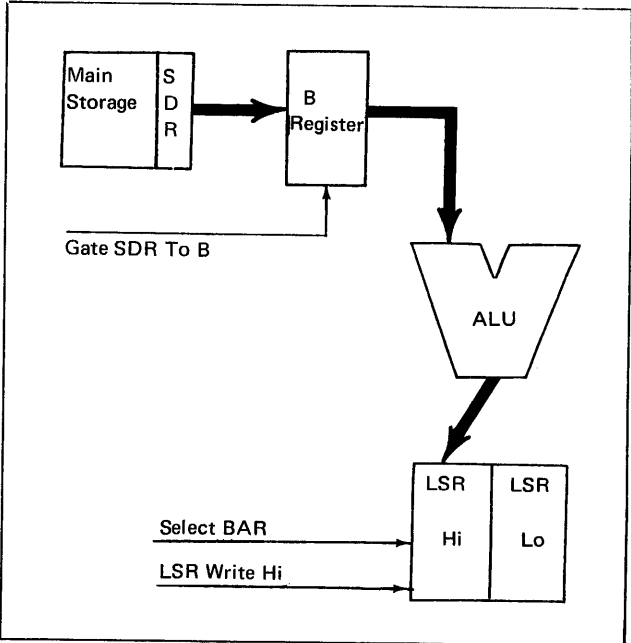 Main
Storage
S
D
R
B
Register
Gate SDR To B
ALU
LSR
Hi
LSR
Lo
Select BAR
LSR Write Hi